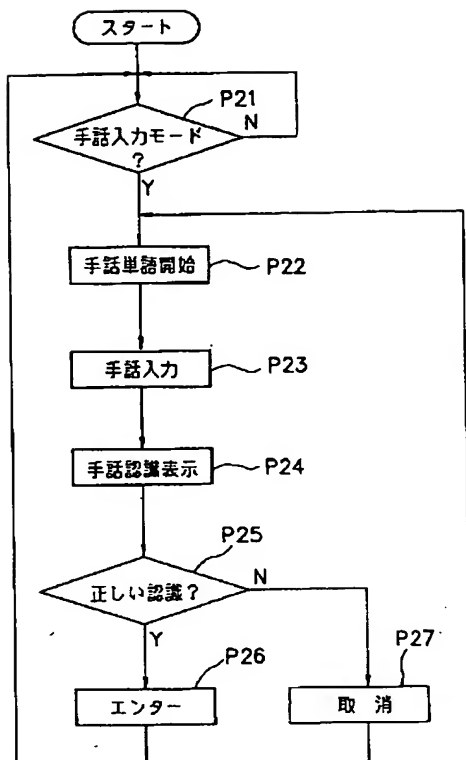 スタート
P21
手話入力モード
?
N
Y
手話単語開始
P22
手話入力
P23
手話認識表示
P24
P25
正しい認識?
N
Y
P26
P27
エンター
取 消